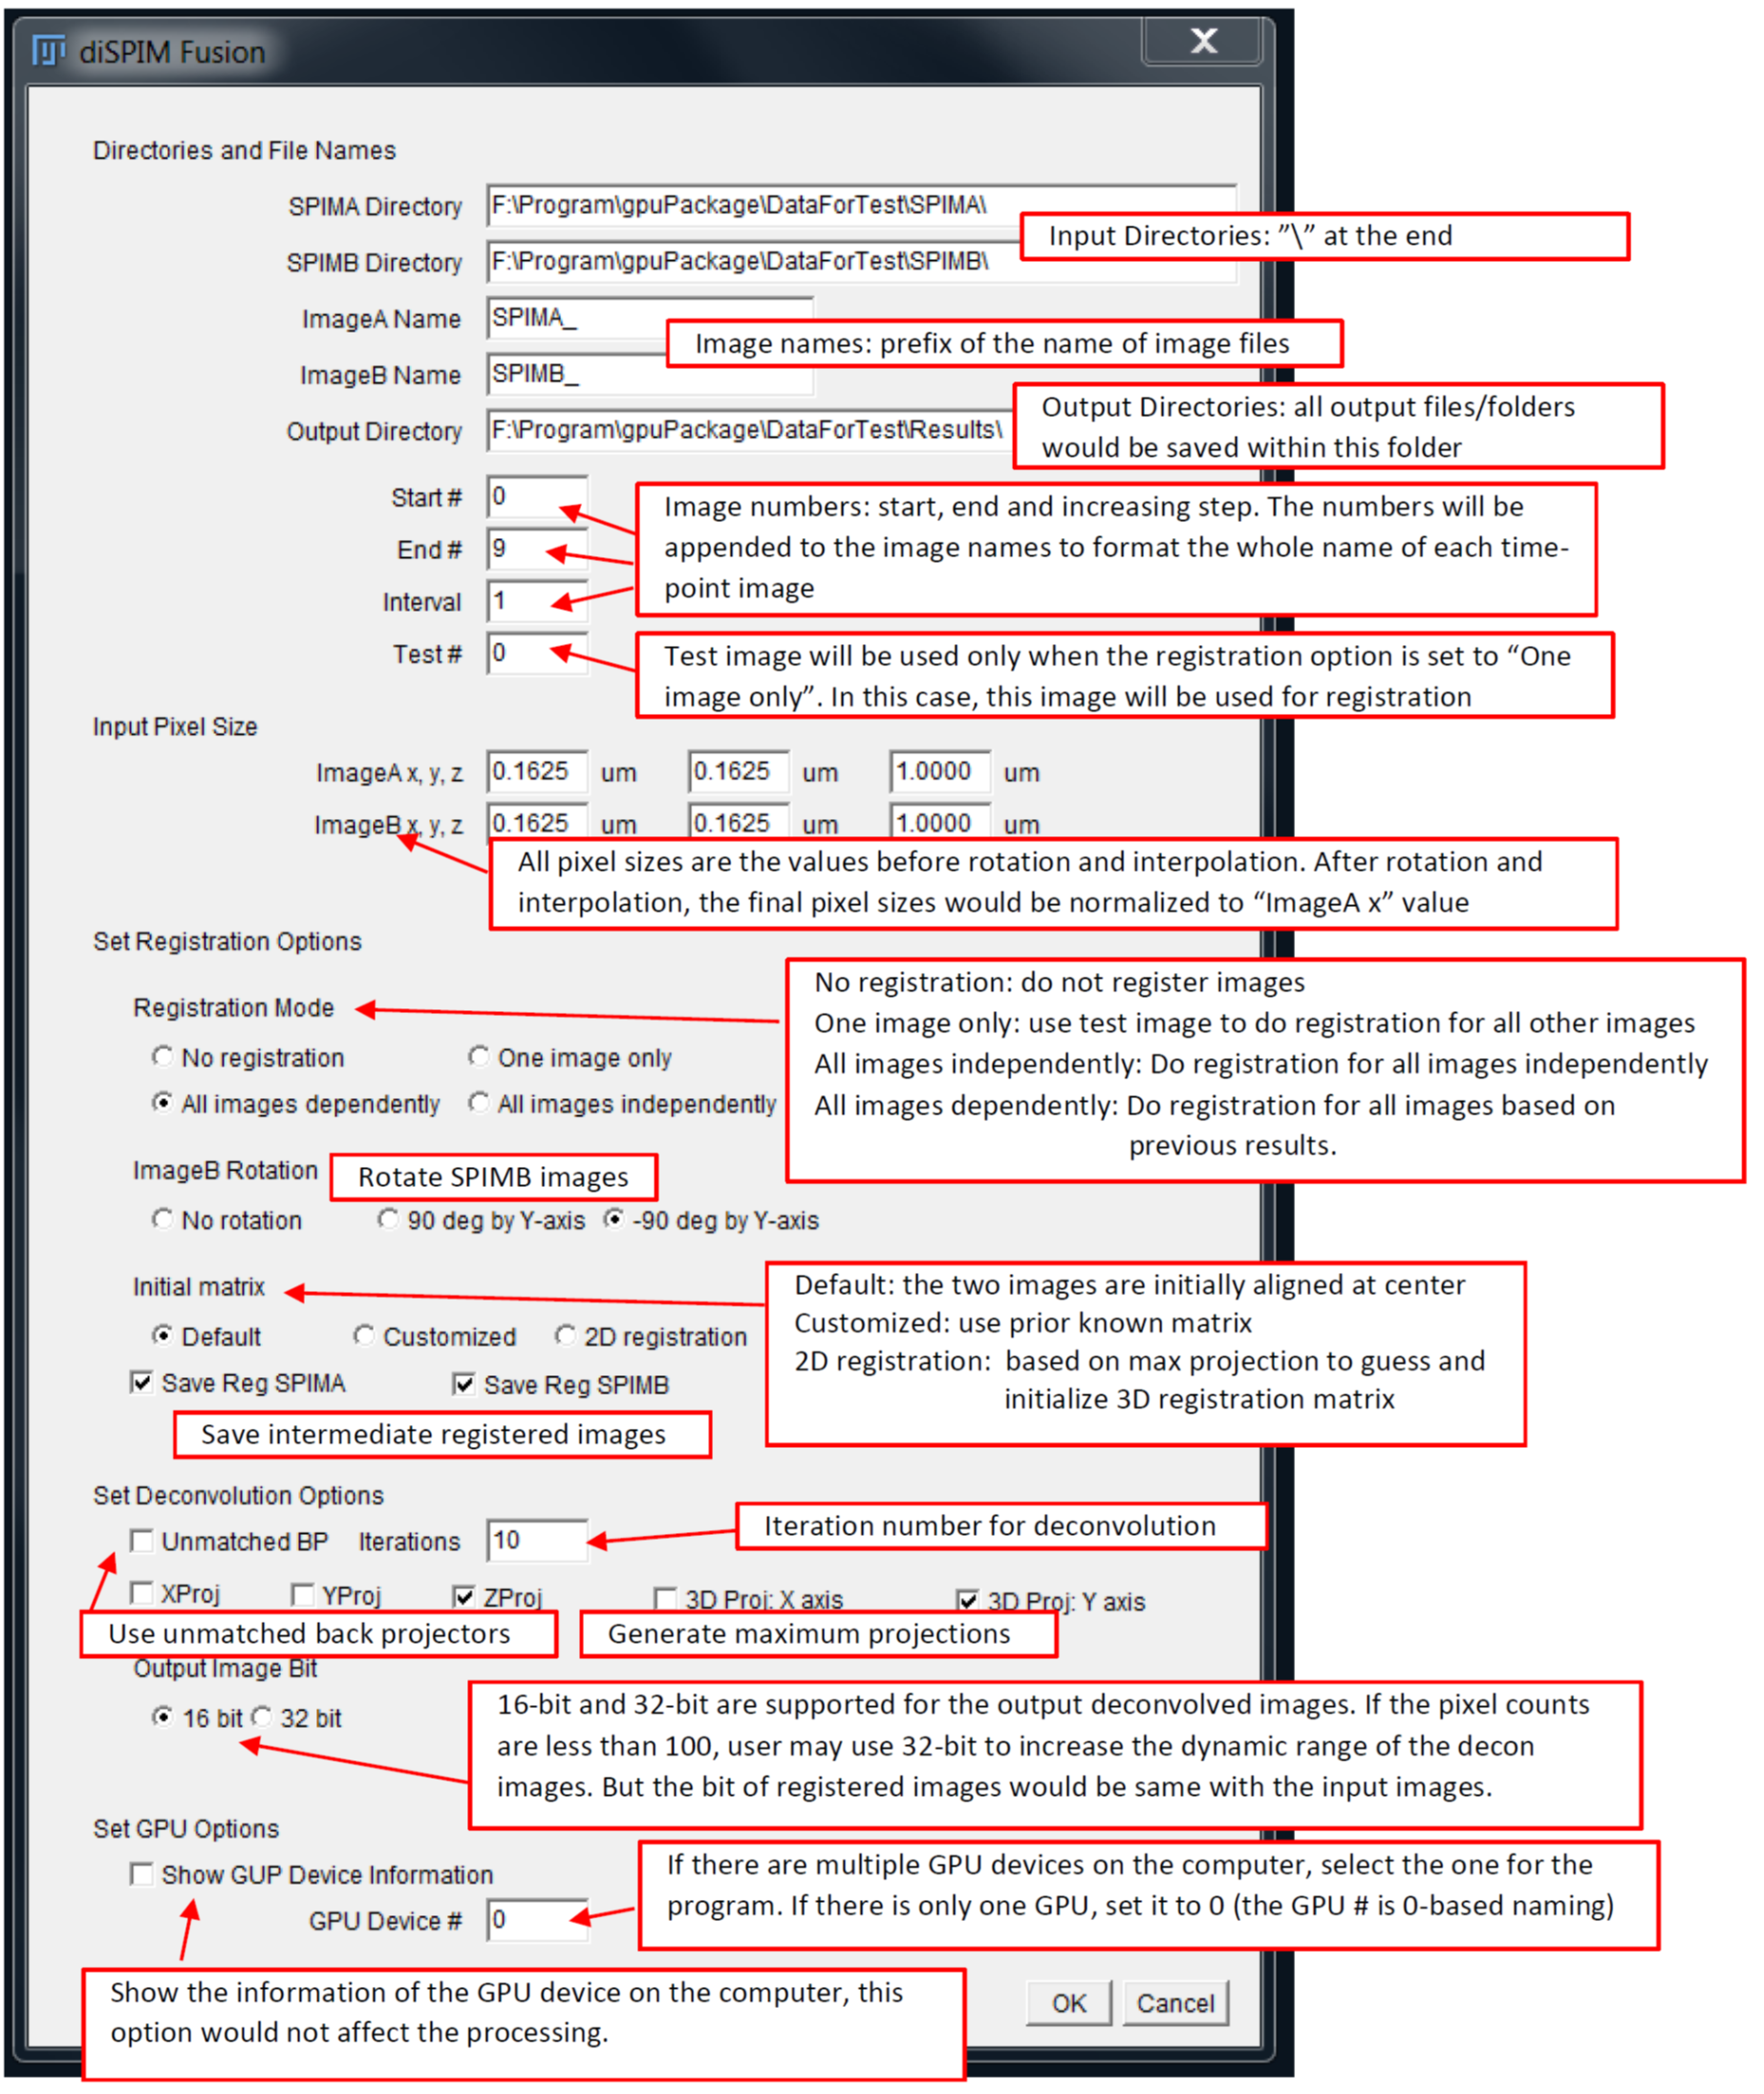 diSPIM Fusion
X
Directories and File Names
SPIMA Directory F:\Program\gpuPackage\DataForTest\SPIMA\
Input Directories: ”\” at the end
SPIMB Directory F:\Program\gpuPackage\DataForTest\SPIMB\
ImageA Name SPIMA_
Image names: prefix of the name of image files
ImageB Name SPIMB_
Output Directory F:\Program\gpuPackage\DataForTest\Results\
Output Directories: all output files/folders
would be saved within this folder
Start # 0
End # 9
Interval 1
Image numbers: start, end and increasing step. The numbers will be
appended to the image names to format the whole name of each time-
point image
Test # 0
Test image will be used only when the registration option is set to “One
image only”. In this case, this image will be used for registration
Input Pixel Size
ImageA x, y, z 0.1625 um 0.1625 um 1.0000 um
ImageB x, y, z 0.1625 um 0.1625 um 1.0000 um
All pixel sizes are the values before rotation and interpolation. After rotation and
interpolation, the final pixel sizes would be normalized to “ImageA x” value
Set Registration Options
Registration Mode
No registration One image only
All images dependently All images independently
No registration: do not register images
One image only: use test image to do registration for all other images
All images independently: Do registration for all images independently
All images dependently: Do registration for all images based on
previous results.
ImageB Rotation
Rotate SPIMB images
No rotation 90 deg by Y-axis -90 deg by Y-axis
Initial matrix
Default Customized 2D registration
Default: the two images are initially aligned at center
Customized: use prior known matrix
2D registration: based on max projection to guess and
initialize 3D registration matrix
Save Reg SPIMA Save Reg SPIMB
Save intermediate registered images
Set Deconvolution Options
Unmatched BP Iterations 10
Iteration number for deconvolution
XProj YProj ZProj 3D Proj: X axis 3D Proj: Y axis
Use unmatched back projectors
Generate maximum projections
Output Image Bit
16 bit 32 bit
16-bit and 32-bit are supported for the output deconvolved images. If the pixel counts
are less than 100, user may use 32-bit to increase the dynamic range of the decon
images. But the bit of registered images would be same with the input images.
Set GPU Options
Show GUP Device Information
GPU Device # 0
If there are multiple GPU devices on the computer, select the one for the
program. If there is only one GPU, set it to 0 (the GPU # is 0-based naming)
Show the information of the GPU device on the computer, this
option would not affect the processing.
OK Cancel